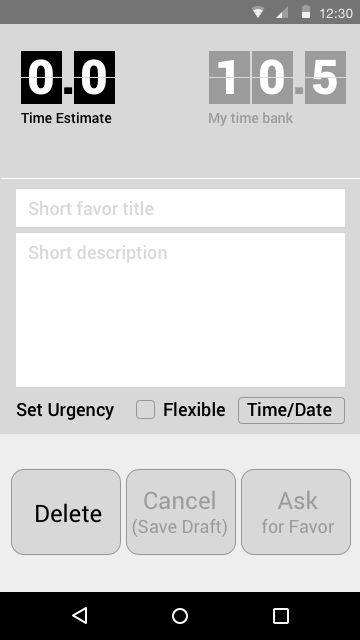 12:30
0.0 10.5
Time Estimate My time bank
Short favor title
Short description
Set Urgency Flexible Time/Date
Delete Cancel Ask
(Save Draft) for Favor